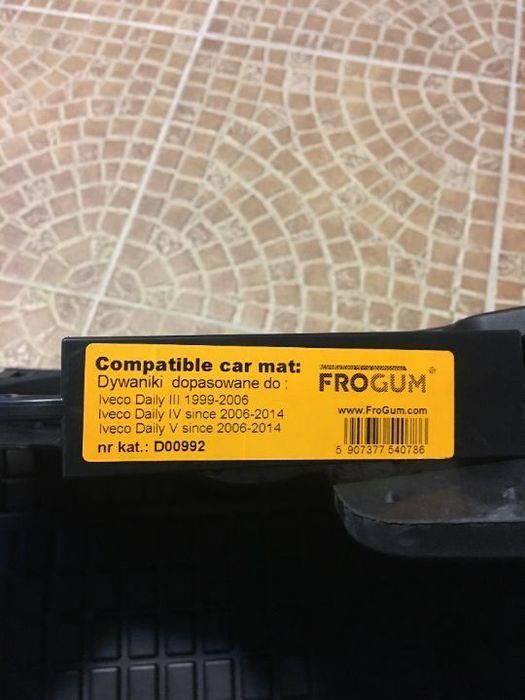 Compatible car mat:
Dywaniki dopasowane do :
Iveco Daily III 1999-2006
Iveco Daily IV since 2006-2014
Iveco Daily V since 2006-2014
nr kat.: D00992
FROGUM®
www.FroGum.com
5 907377 540786